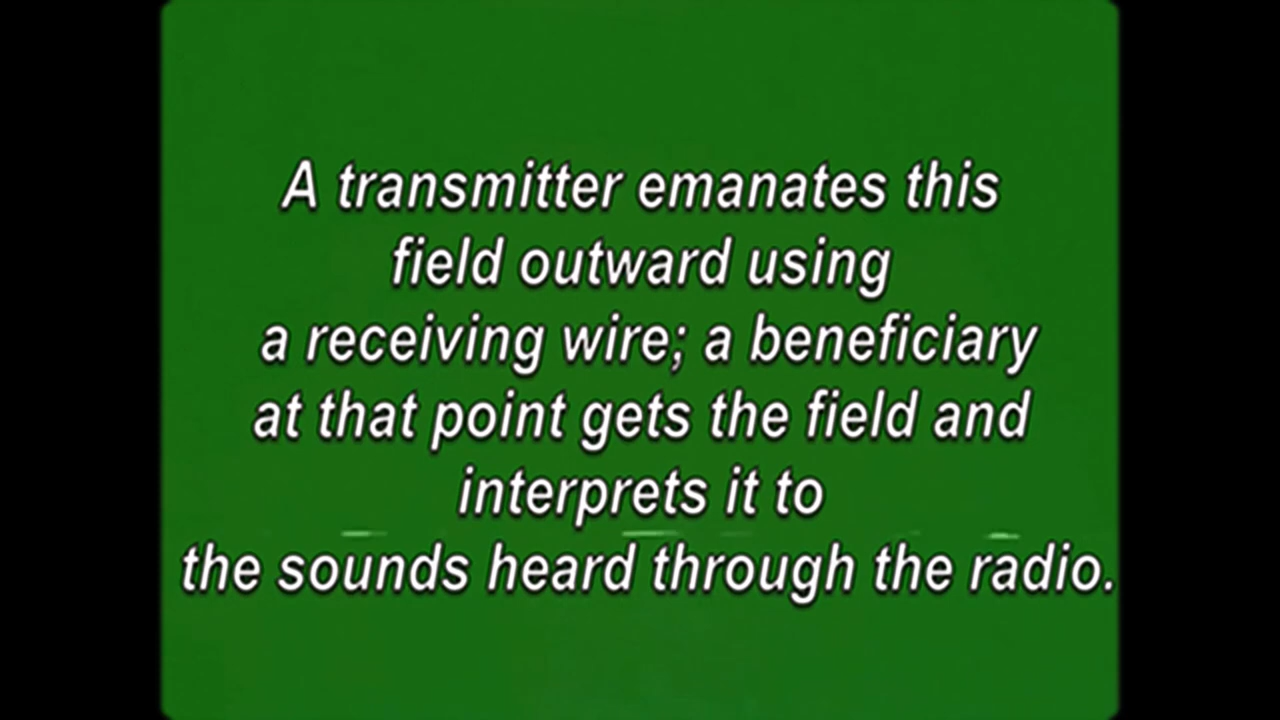 A transmitter emanates this
field outward using
a receiving wire; a beneficiary
at that point gets the field and
interprets it to
the sounds heard through the radio.